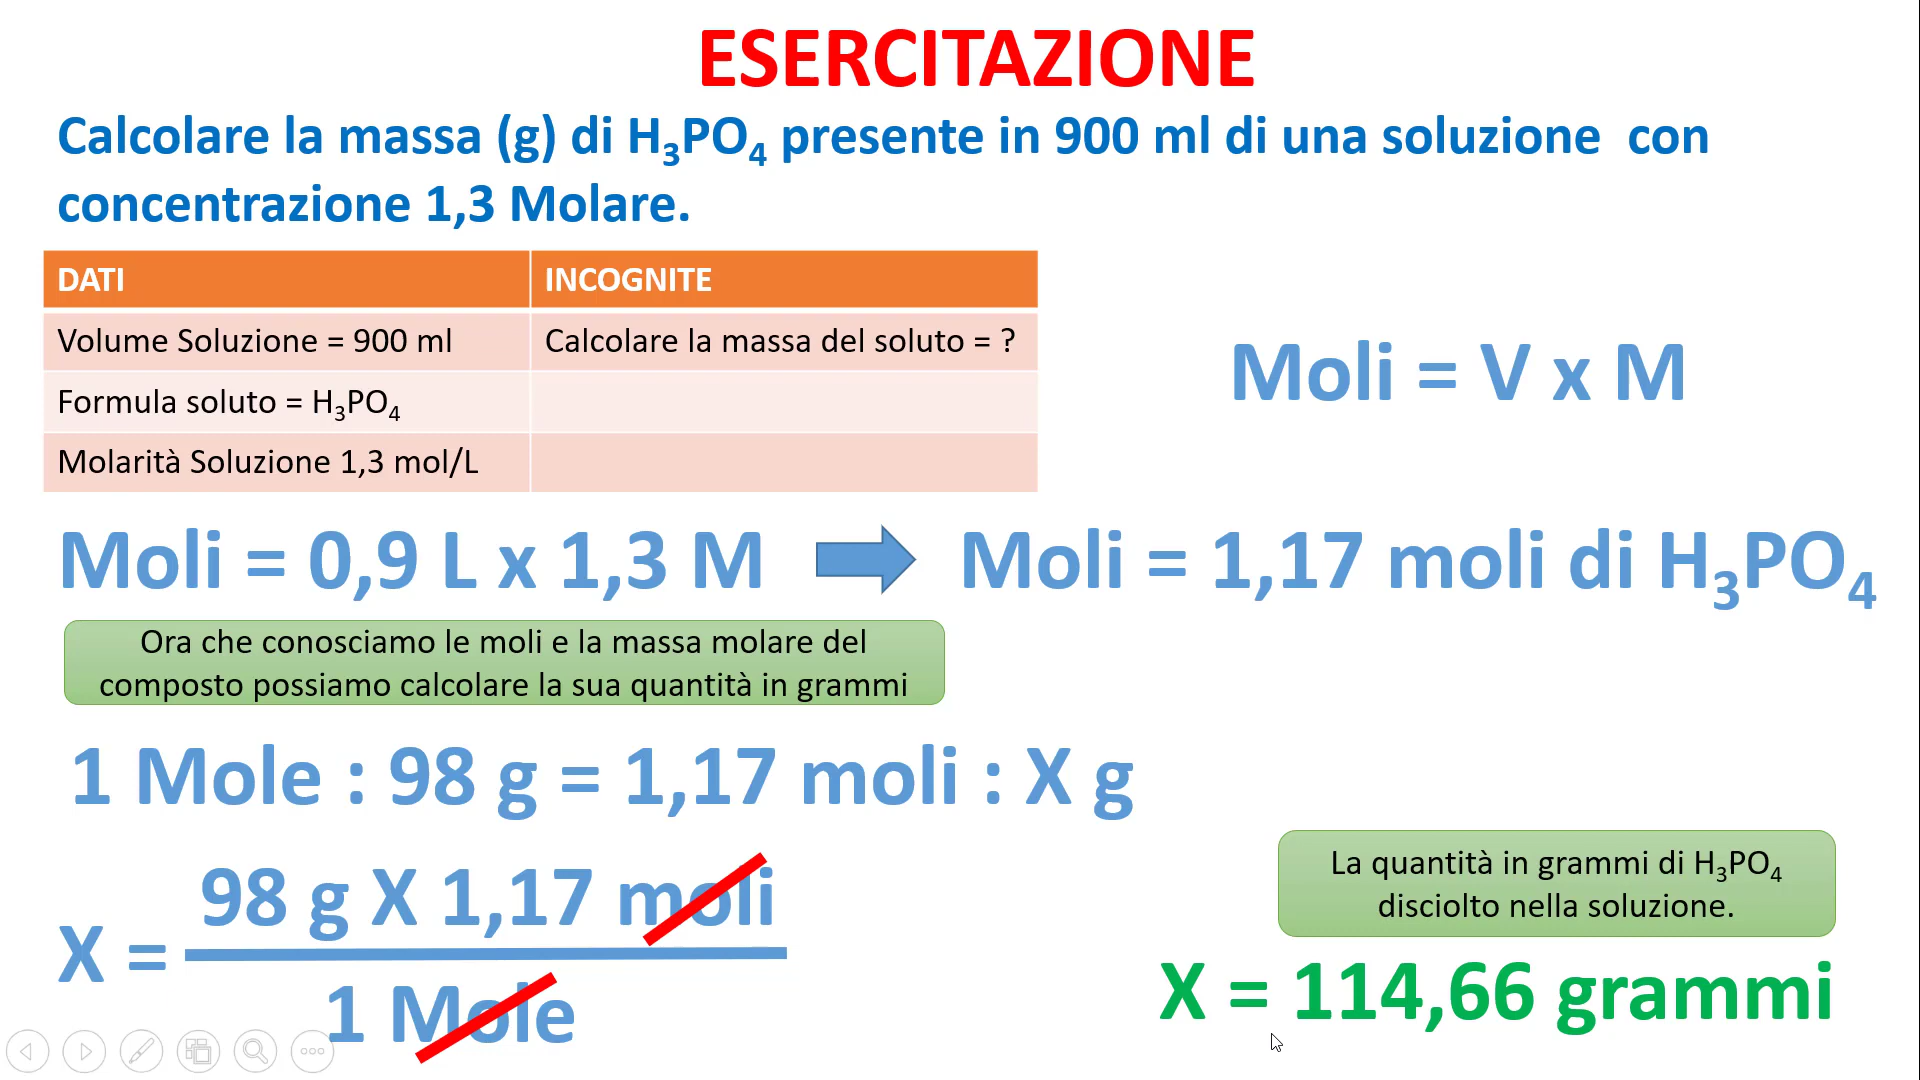 ESERCITAZIONE
Calcolare la massa (g) di H₃PO₄ presente in 900 ml di una soluzione con
concentrazione 1,3 Molare.
DATI
INCOGNITE
Volume Soluzione = 900 ml
Calcolare la massa del soluto = ?
Formula soluto = H₃PO₄
Molarità Soluzione 1,3 mol/L
Moli = V x M
Moli = 0,9 L x 1,3 M
Moli = 1,17 moli di H₃PO₄
Ora che conosciamo le moli e la massa molare del
composto possiamo calcolare la sua quantità in grammi
1 Mole : 98 g = 1,17 moli : X g
X =
98 g X 1,17 moli
1 Mole
La quantità in grammi di H₃PO₄
disciolto nella soluzione.
X = 114,66 grammi